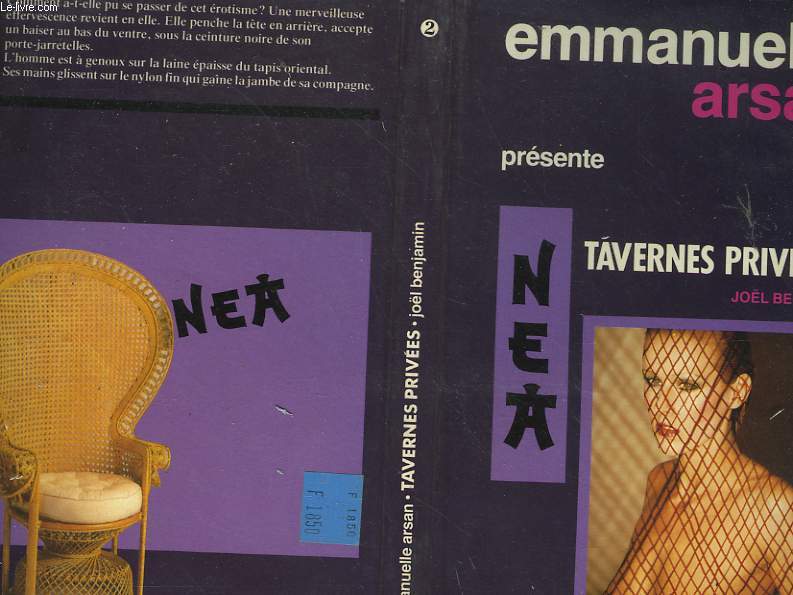 Le-livre.com
a-t-elle pu se passer de cet érotisme? Une merveilleuse
effervescence revient en elle. Elle penche la tête en arrière, accepte
un baiser au bas du ventre, sous la ceinture noire de son
porte-jarretelles.
L'homme est à genoux sur la laine épaisse du tapis oriental.
Ses mains glissent sur le nylon fin qui gaine la jambe de sa compagne.
NEA
F 1850
F 1850
2
anuelle arsan • TAVERNES PRIVÉES • joël benjamin
emmanuel
arsa
présente
NEA
TAVERNES PRIV
JOËL BE